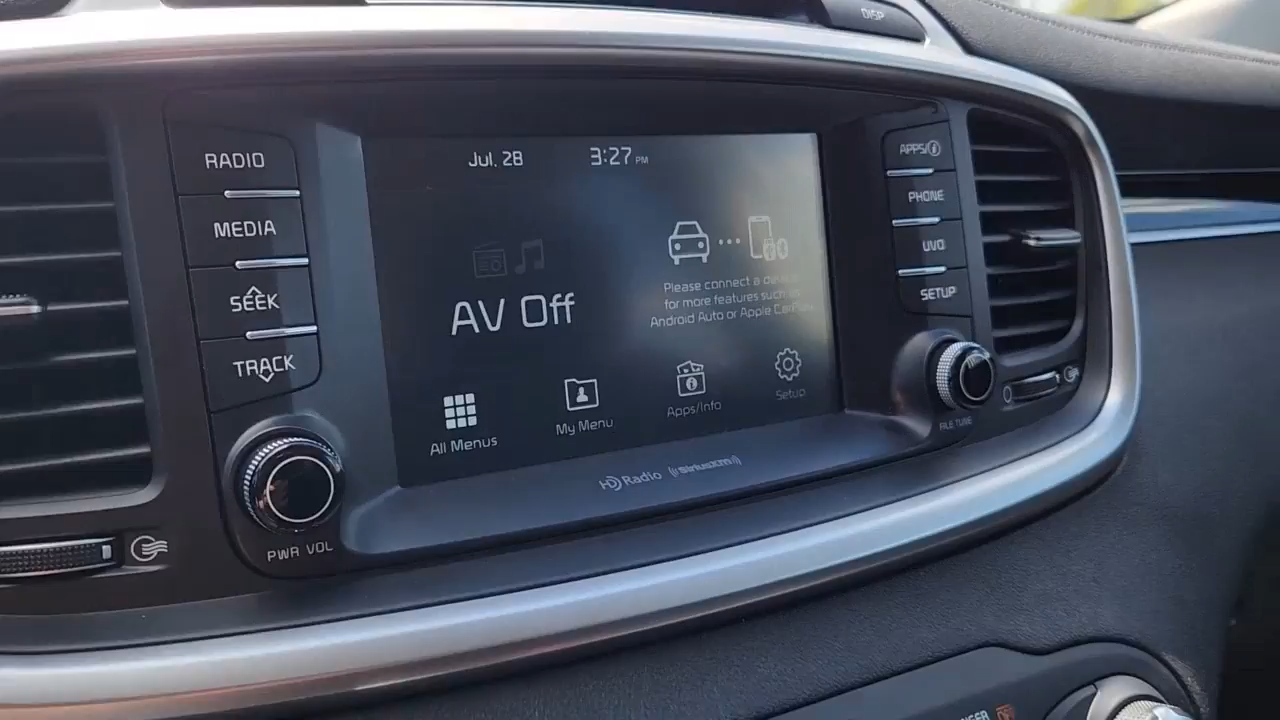 DISP
RADIO
MEDIA
SEEK
TRACK
PWR VOL
Jul. 28 3:27 PM
AV Off
Please connect a device
for more features such as
Android Auto or Apple CarPlay.
All Menus
My Menu
Apps/Info
Setup
HD Radio ((SiriusXM))
APPS/i
PHONE
UVO
SETUP
FILE TUNE